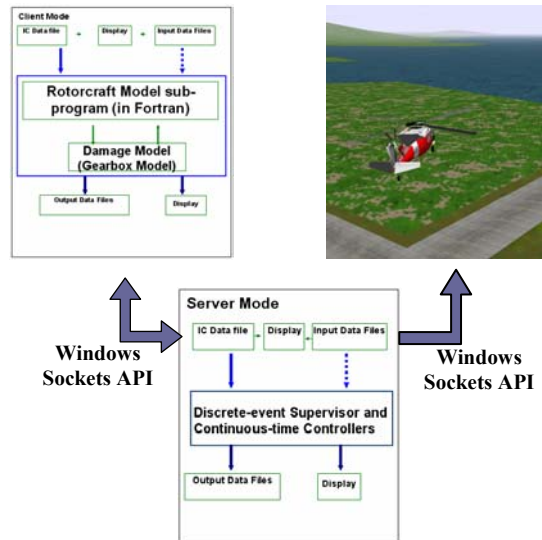 Client Mode
IC Data file
Display
Input Data Files
Rotorcraft Model sub-
program (in Fortran)
Damage Model
(Gearbox Model)
Output Data Files
Display
Windows
Sockets API
Windows
Sockets API
Server Mode
IC Data file
Display
Input Data Files
Discrete-event Supervisor and
Continuous-time Controllers
Output Data Files
Display